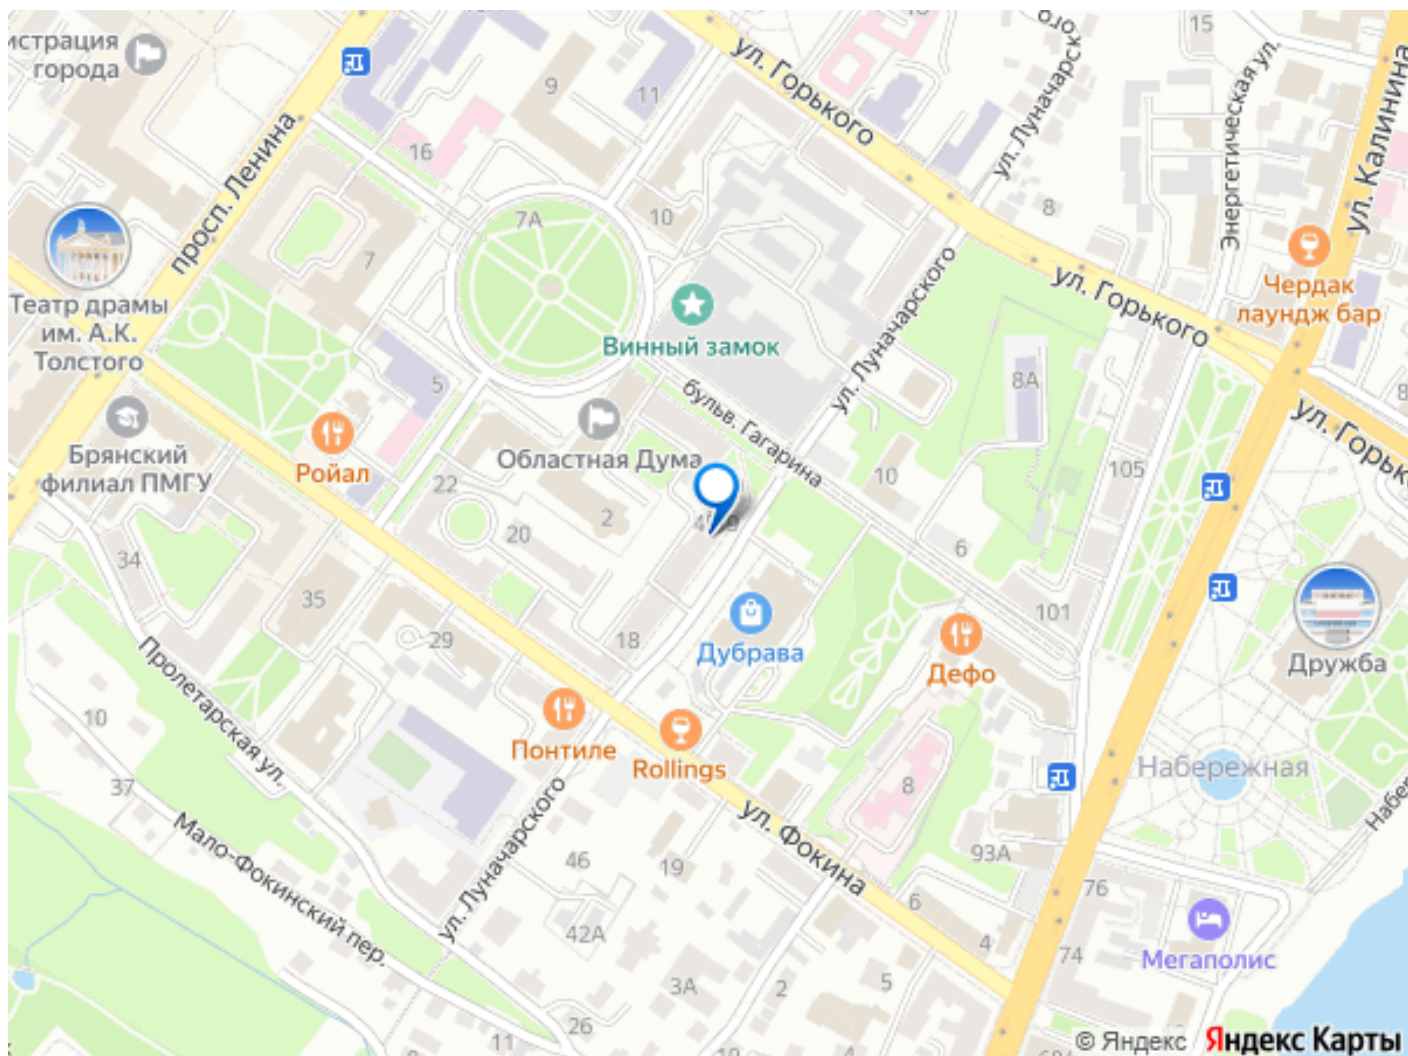 истрация
города
просп. Ленина
16
9
11
ул. Горького
15
ул. Луначарского
Энергетическая ул.
ул. Калинина
7А
10
8
7
Театр драмы
им. А.К.
Толстого
Винный замок
ул. Луначарского
ул. Горького
Чердак
лаундж бар
8А
5
бульв. Гагарина
ул. Горьк
8
Брянский
филиал ПМГУ
Ройал
Областная Дума
22
2
20
10
105
34
35
6
101
29
18
Дубрава
Дефо
Дружба
Пролетарская ул.
10
37
Понтиле
Rollings
8
Набережная
Набер
Мало-Фокинский пер.
ул. Луначарского
ул. Фокина
46
19
93А
76
42А
6
4
74
Мегаполис
3А
2
5
26
11
9
© Яндекс Яндекс Карты